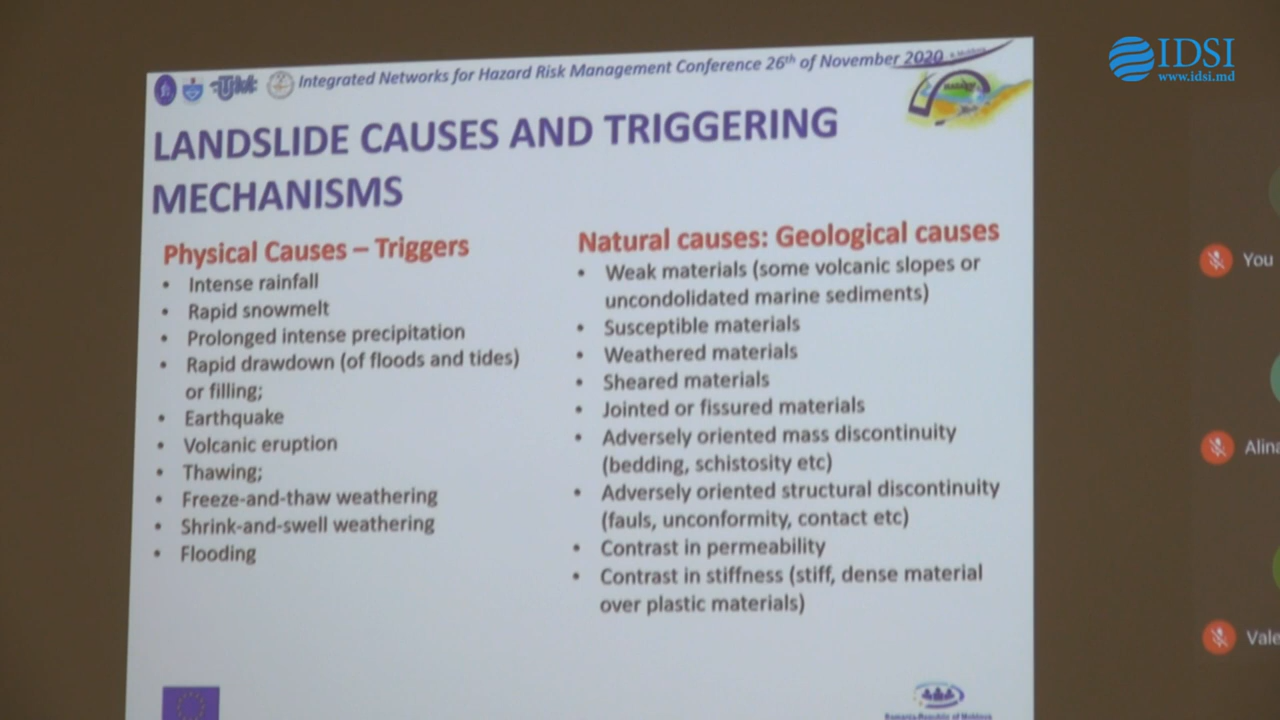 Integrated Networks for Hazard Risk Management Conference 26th of November 2020
IDSI
www.idsi.md
LANDSLIDE CAUSES AND TRIGGERING
MECHANISMS
Physical Causes – Triggers
• Intense rainfall
• Rapid snowmelt
• Prolonged intense precipitation
• Rapid drawdown (of floods and tides)
or filling;
• Earthquake
• Volcanic eruption
• Thawing;
• Freeze-and-thaw weathering
• Shrink-and-swell weathering
• Flooding
Natural causes: Geological causes
• Weak materials (some volcanic slopes or
uncondolidated marine sediments)
• Susceptible materials
• Weathered materials
• Sheared materials
• Jointed or fissured materials
• Adversely oriented mass discontinuity
(bedding, schistosity etc)
• Adversely oriented structural discontinuity
(fauls, unconformity, contact etc)
• Contrast in permeability
• Contrast in stiffness (stiff, dense material
over plastic materials)
You
Alina
Vale
Romania-Republic of Moldova